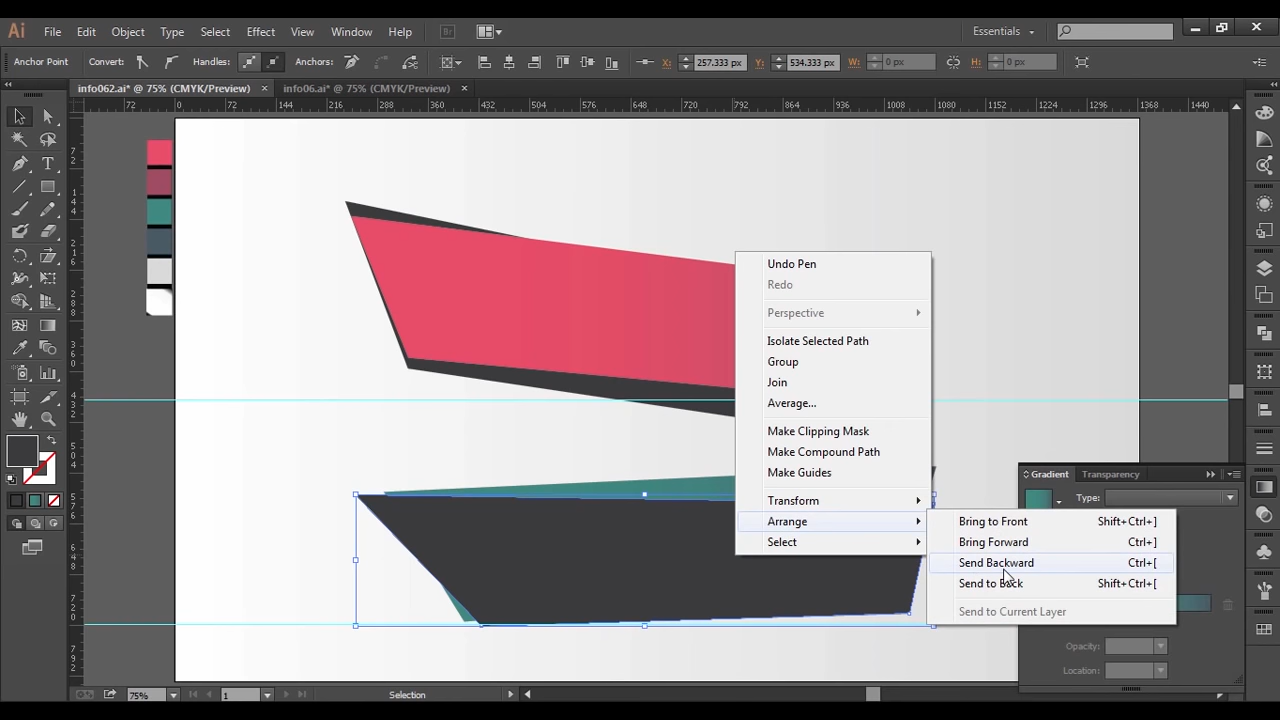 Ai File Edit Object Type Select Effect View Window Help Br Essentials
Anchor Point Convert: Handles: Anchors: X: 257.333 px Y: 534.333 px W: 0 px H: 0 px
info062.ai* @ 75% (CMYK/Preview) × info06.ai* @ 75% (CMYK/Preview) ×
72 0 72 144 216 288 360 432 504 576 648 720 792 864 936 1008 1080 1152 1224 1296 1368 1440
Undo Pen
Redo
Perspective
Isolate Selected Path
Group
Join
Average...
Make Clipping Mask
Make Compound Path
Make Guides
Transform
Arrange
Select
Gradient Transparency
Type:
Bring to Front Shift+Ctrl+]
Bring Forward Ctrl+]
Send Backward Ctrl+[
Send to Back Shift+Ctrl+[
Send to Current Layer
Opacity:
Location:
75% 1 Selection